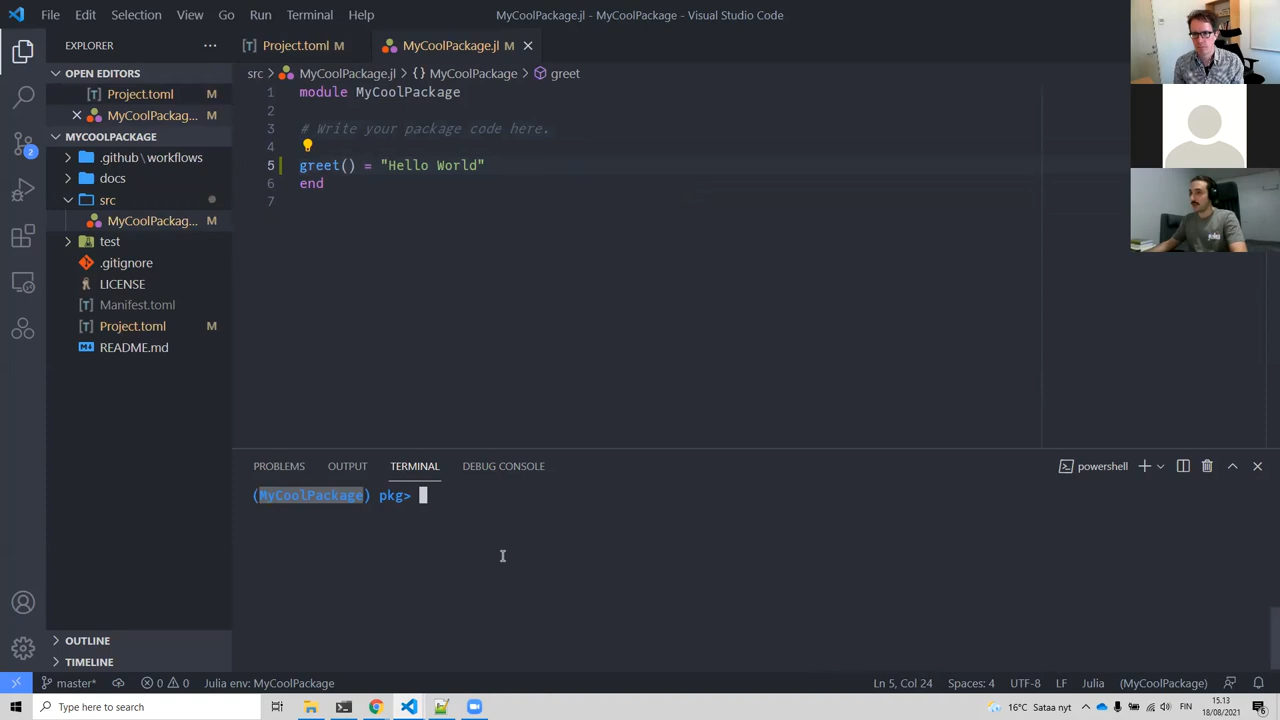 File Edit Selection View Go Run Terminal Help
MyCoolPackage.jl - MyCoolPackage - Visual Studio Code
EXPLORER
OPEN EDITORS
Project.toml M
MyCoolPackag... M
MYCOOLPACKAGE
.github\workflows
docs
src
MyCoolPackag... M
test
.gitignore
LICENSE
Manifest.toml
Project.toml M
README.md
OUTLINE
TIMELINE
Project.toml M
MyCoolPackage.jl M
src > MyCoolPackage.jl > {} MyCoolPackage > greet
1 module MyCoolPackage
2
3 # Write your package code here.
4
5 greet() = "Hello World"
6 end
7
PROBLEMS OUTPUT TERMINAL DEBUG CONSOLE
powershell
(MyCoolPackage) pkg>
master* 0 0 Julia env: MyCoolPackage
Ln 5, Col 24 Spaces: 4 UTF-8 LF Julia (MyCoolPackage)
Type here to search
16°C Sataa nyt
FIN
15.13
18/08/2021